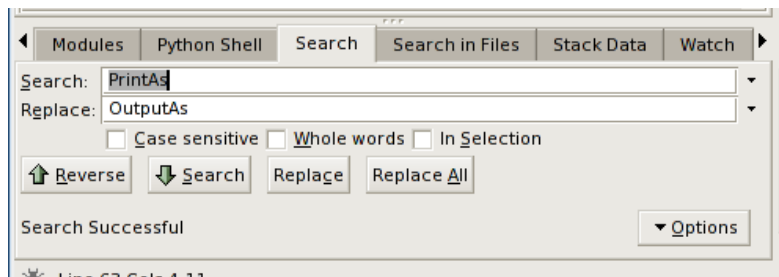 Modules Python Shell Search Search in Files Stack Data Watch
Search: PrintAs
Replace: OutputAs
Case sensitive Whole words In Selection
Reverse Search Replace Replace All
Search Successful Options